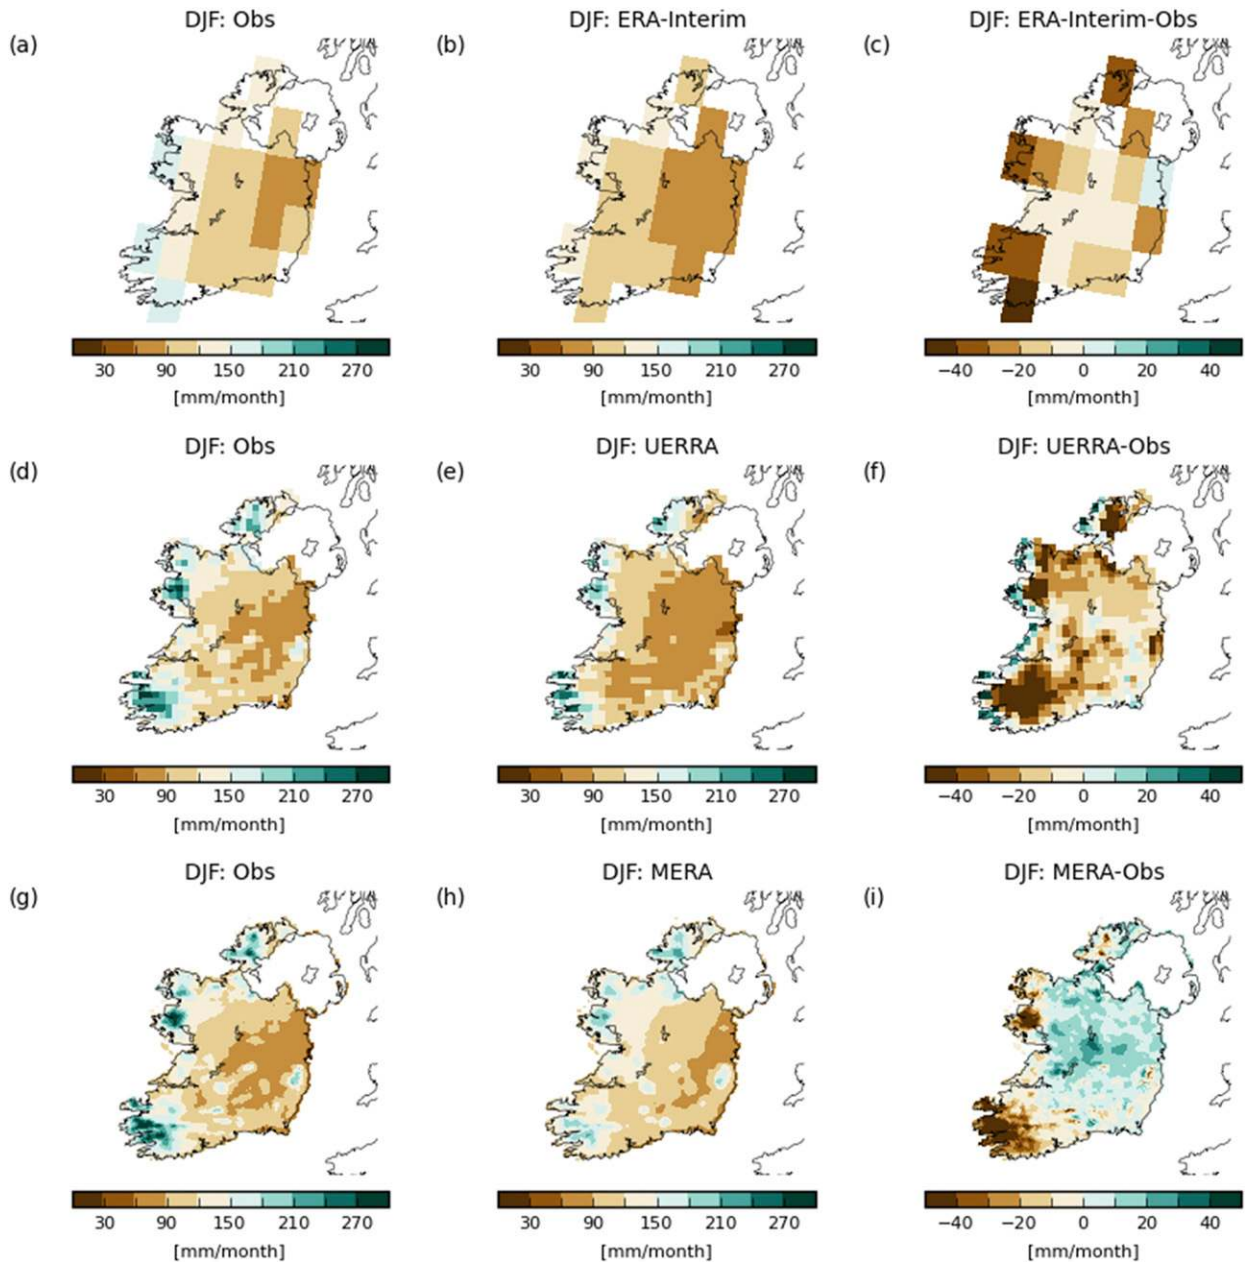 DJF: Obs DJF: ERA-Interim DJF: ERA-Interim-Obs
(a) (b) (c)
30 90 150 210 270 30 90 150 210 270 −40 −20 0 20 40
[mm/month] [mm/month] [mm/month]
DJF: Obs DJF: UERRA DJF: UERRA-Obs
(d) (e) (f)
30 90 150 210 270 30 90 150 210 270 −40 −20 0 20 40
[mm/month] [mm/month] [mm/month]
DJF: Obs DJF: MERA DJF: MERA-Obs
(g) (h) (i)
30 90 150 210 270 30 90 150 210 270 −40 −20 0 20 40
[mm/month] [mm/month] [mm/month]